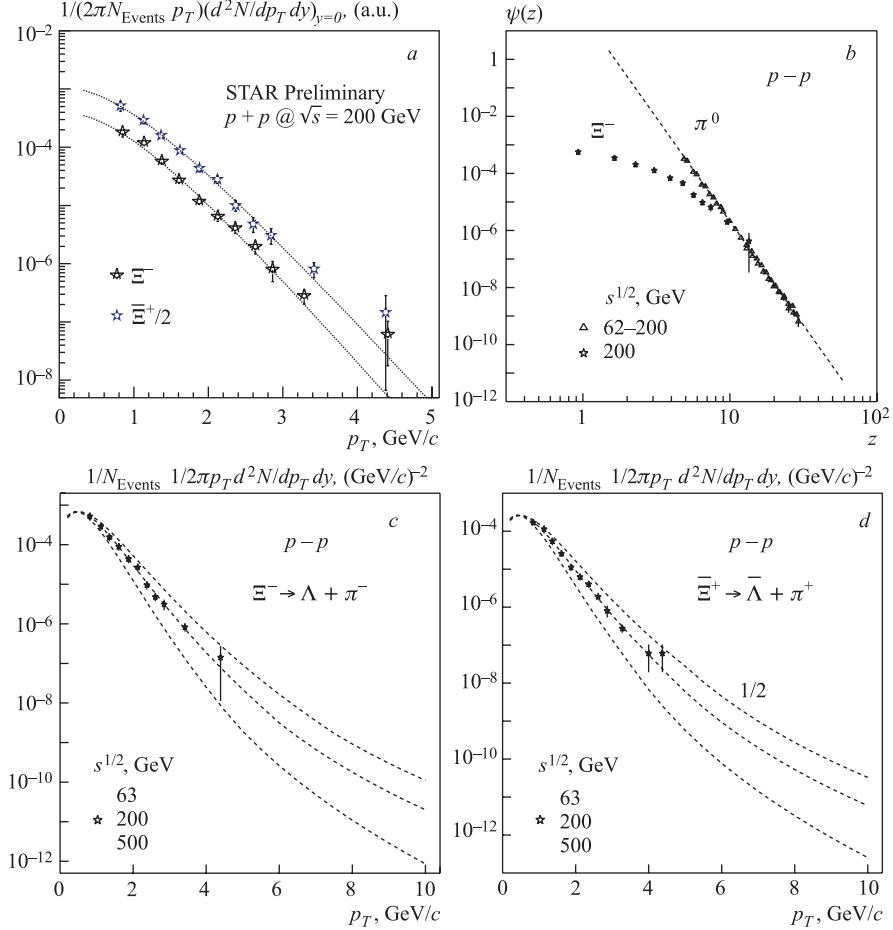 1/(2πN_Events p_T)(d²N/dp_T dy)_{y=0}, (a.u.)
10⁻²
a
STAR Preliminary
p + p @ √s = 200 GeV
10⁻⁴
10⁻⁶
Ξ⁻
Ξ̅⁺/2
10⁻⁸
0 1 2 3 4 5
p_T, GeV/c
ψ(z)
b
1
p – p
10⁻²
π⁰
Ξ⁻
10⁻⁴
10⁻⁶
10⁻⁸
s^{1/2}, GeV
62–200
200
10⁻¹⁰
10⁻¹²
1 10 10²
z
1/N_Events 1/2πp_T d²N/dp_T dy, (GeV/c)⁻²
c
10⁻⁴
p – p
Ξ⁻ → Λ + π⁻
10⁻⁶
10⁻⁸
s^{1/2}, GeV
10⁻¹⁰
63
200
500
10⁻¹²
0 2 4 6 8 10
p_T, GeV/c
1/N_Events 1/2πp_T d²N/dp_T dy, (GeV/c)⁻²
d
10⁻⁴
p – p
Ξ̅⁺ → Λ̅ + π⁺
10⁻⁶
1/2
10⁻⁸
10⁻¹⁰
s^{1/2}, GeV
63
200
500
10⁻¹²
0 2 4 6 8 10
p_T, GeV/c